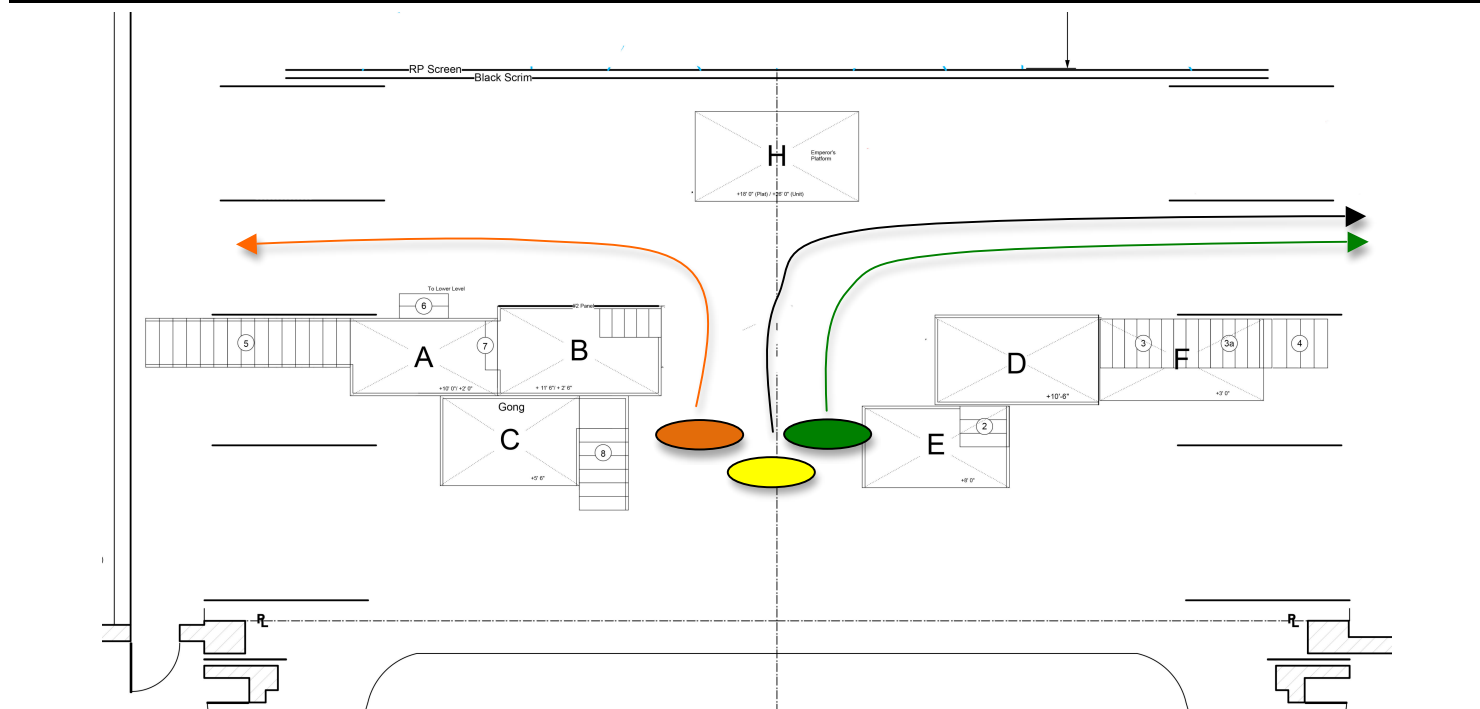 RP Screen
Black Scrim
H
Emperor's
Platform
+18' 0" (Plat) / +26' 0" (Unit)
To Lower Level
6
#2 Panel
5
A
7
B
+10' 0"/ +2' 0"
+ 11' 6"/ + 2' 6"
Gong
C
8
+5' 6"
D
+10'-6"
3
3a
4
F
+3' 0"
2
E
+8' 0"
PL
PL